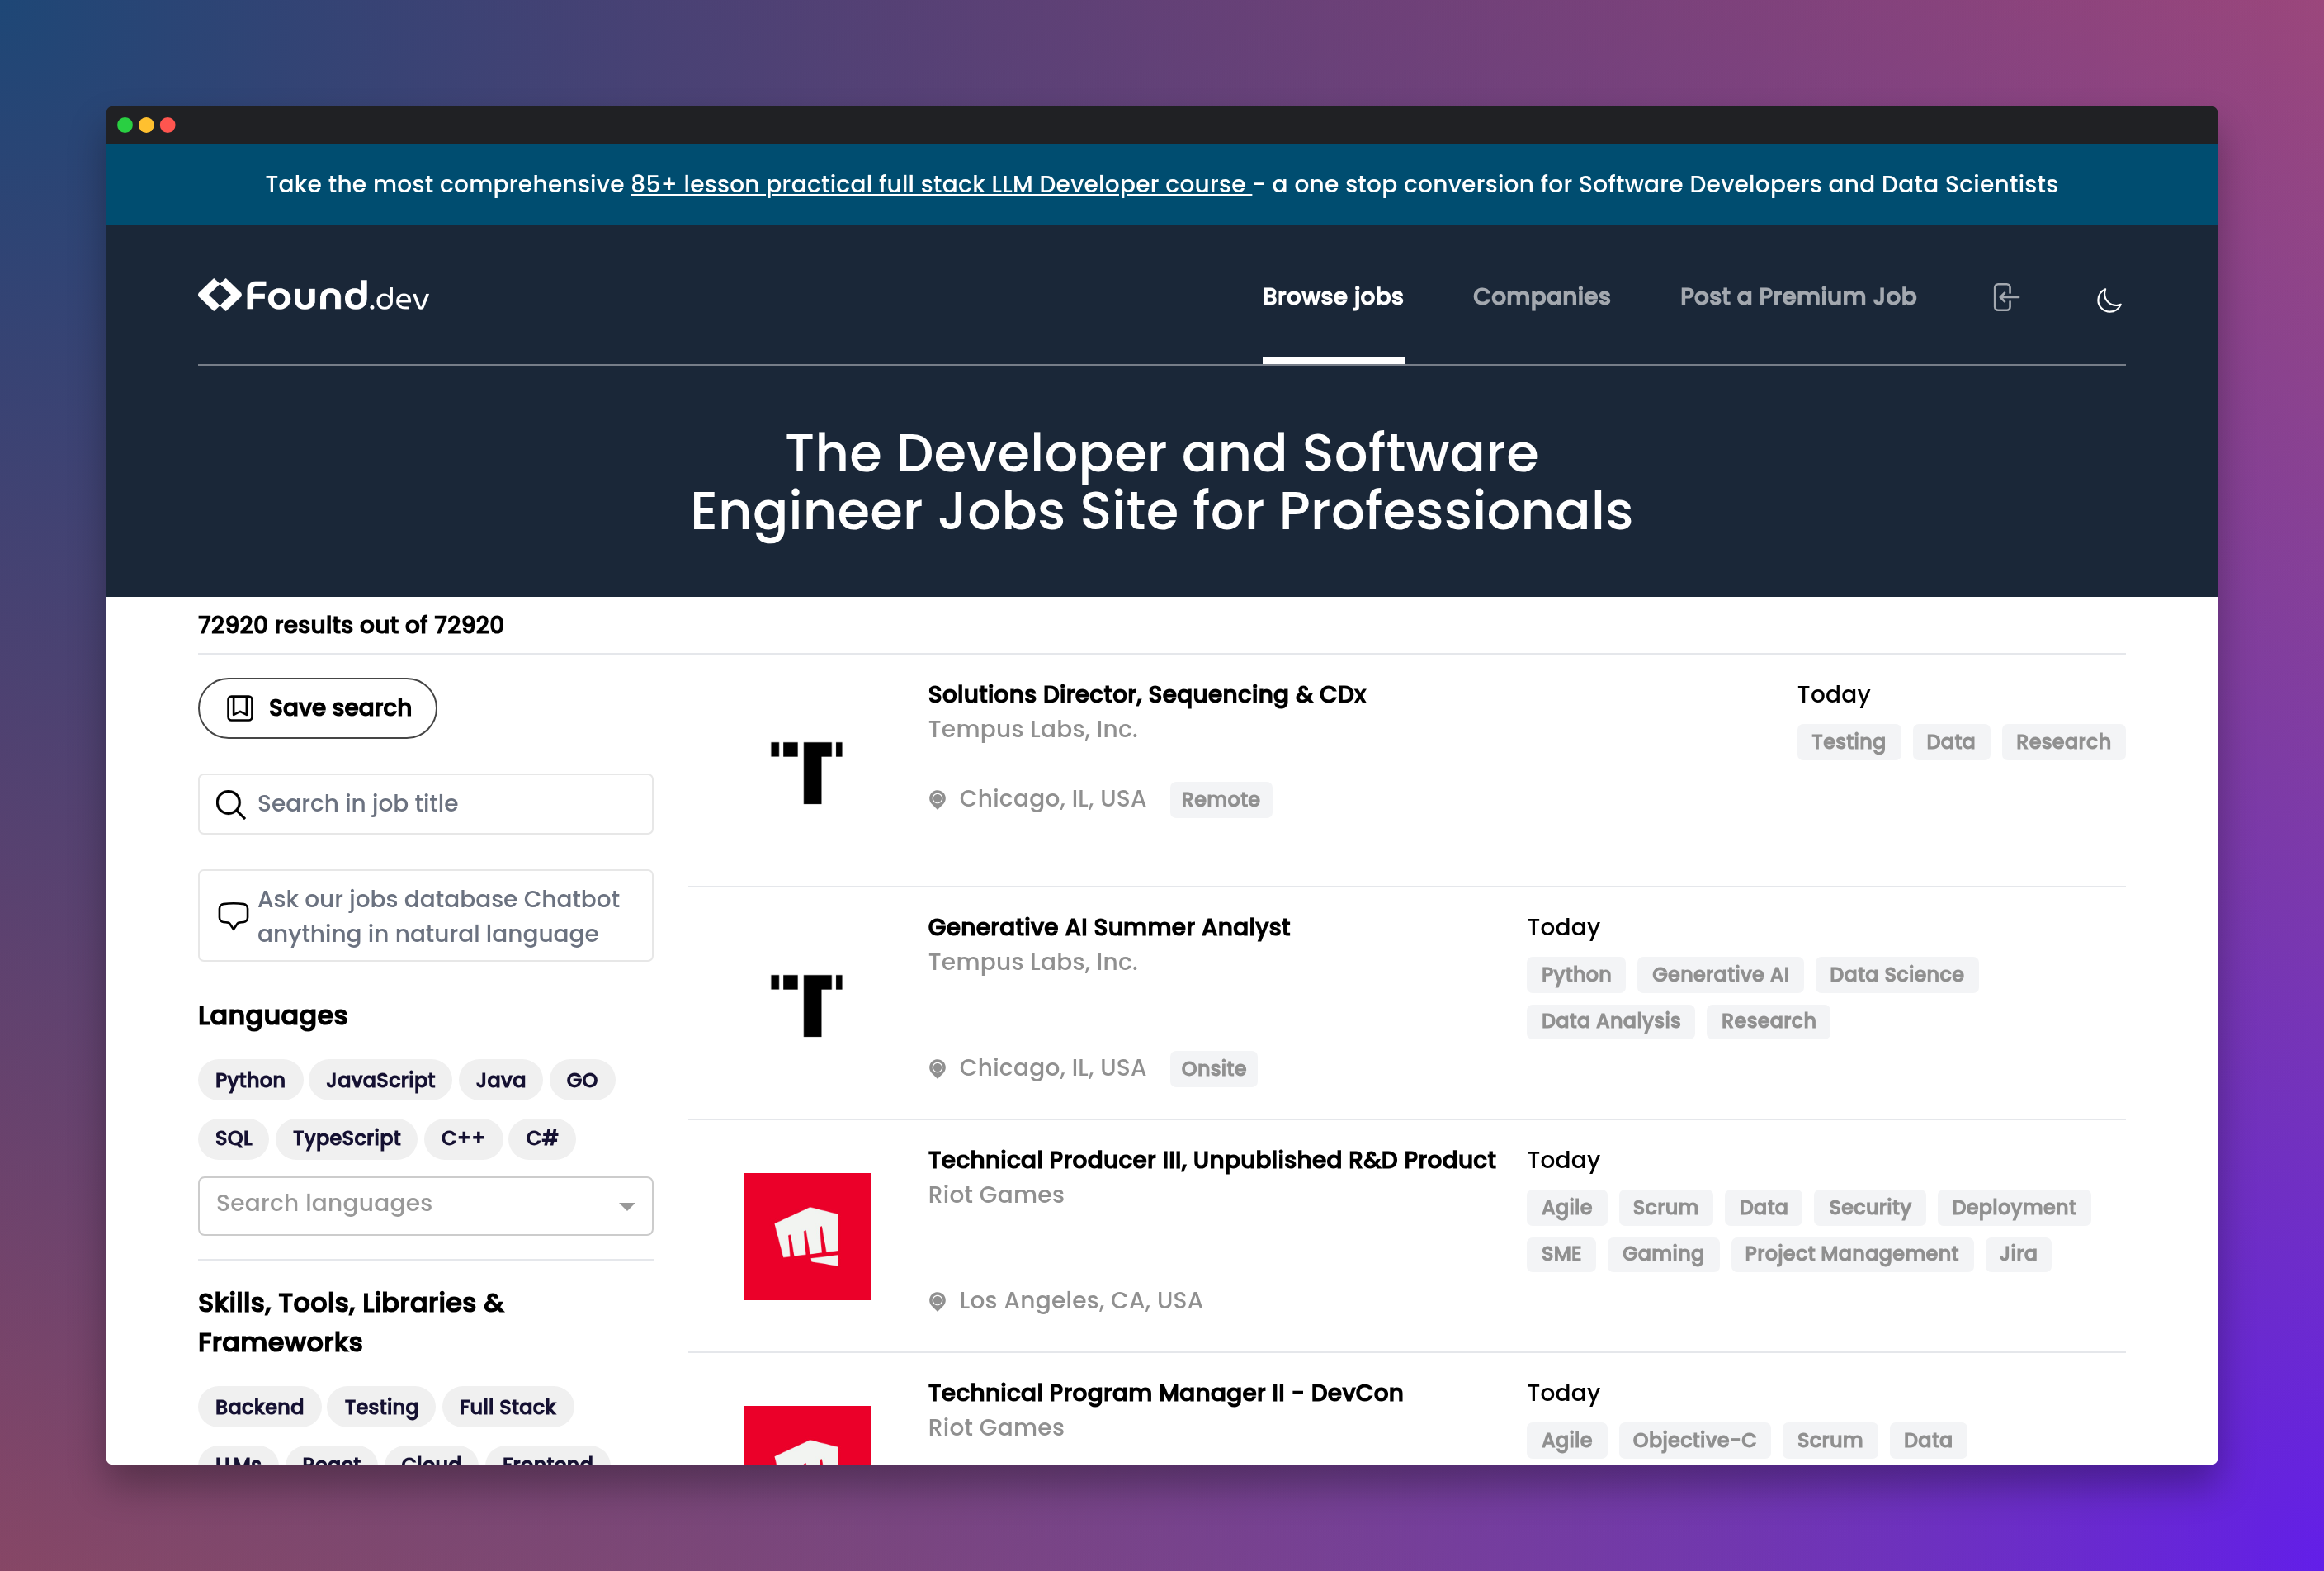 Take the most comprehensive 85+ lesson practical full stack LLM Developer course - a one stop conversion for Software Developers and Data Scientists
Found.dev
Browse jobs
Companies
Post a Premium Job
The Developer and Software
Engineer Jobs Site for Professionals
72920 results out of 72920
Save search
Search in job title
Ask our jobs database Chatbot
anything in natural language
Languages
Python JavaScript Java GO
SQL TypeScript C++ C#
Search languages
Skills, Tools, Libraries &
Frameworks
Backend Testing Full Stack
LLMs React Cloud Frontend
Solutions Director, Sequencing & CDx
Tempus Labs, Inc.
Chicago, IL, USA Remote
Today
Testing Data Research
Generative AI Summer Analyst
Tempus Labs, Inc.
Chicago, IL, USA Onsite
Today
Python Generative AI Data Science
Data Analysis Research
Technical Producer III, Unpublished R&D Product
Riot Games
Los Angeles, CA, USA
Today
Agile Scrum Data Security Deployment
SME Gaming Project Management Jira
Technical Program Manager II - DevCon
Riot Games
Today
Agile Objective-C Scrum Data